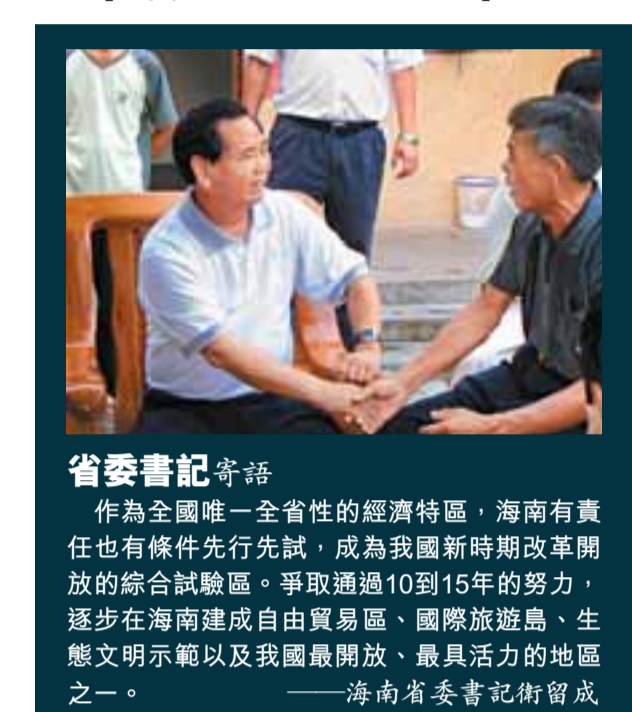 省委書記寄語
作為全國唯一全省性的經濟特區，海南有責
任也有條件先行先試，成為我國新時期改革開
放的綜合試驗區。爭取通過10到15年的努力，
逐步在海南建成自由貿易區、國際旅遊島、生
態文明示範以及我國最開放、最具活力的地區
之一。 ——海南省委書記衛留成